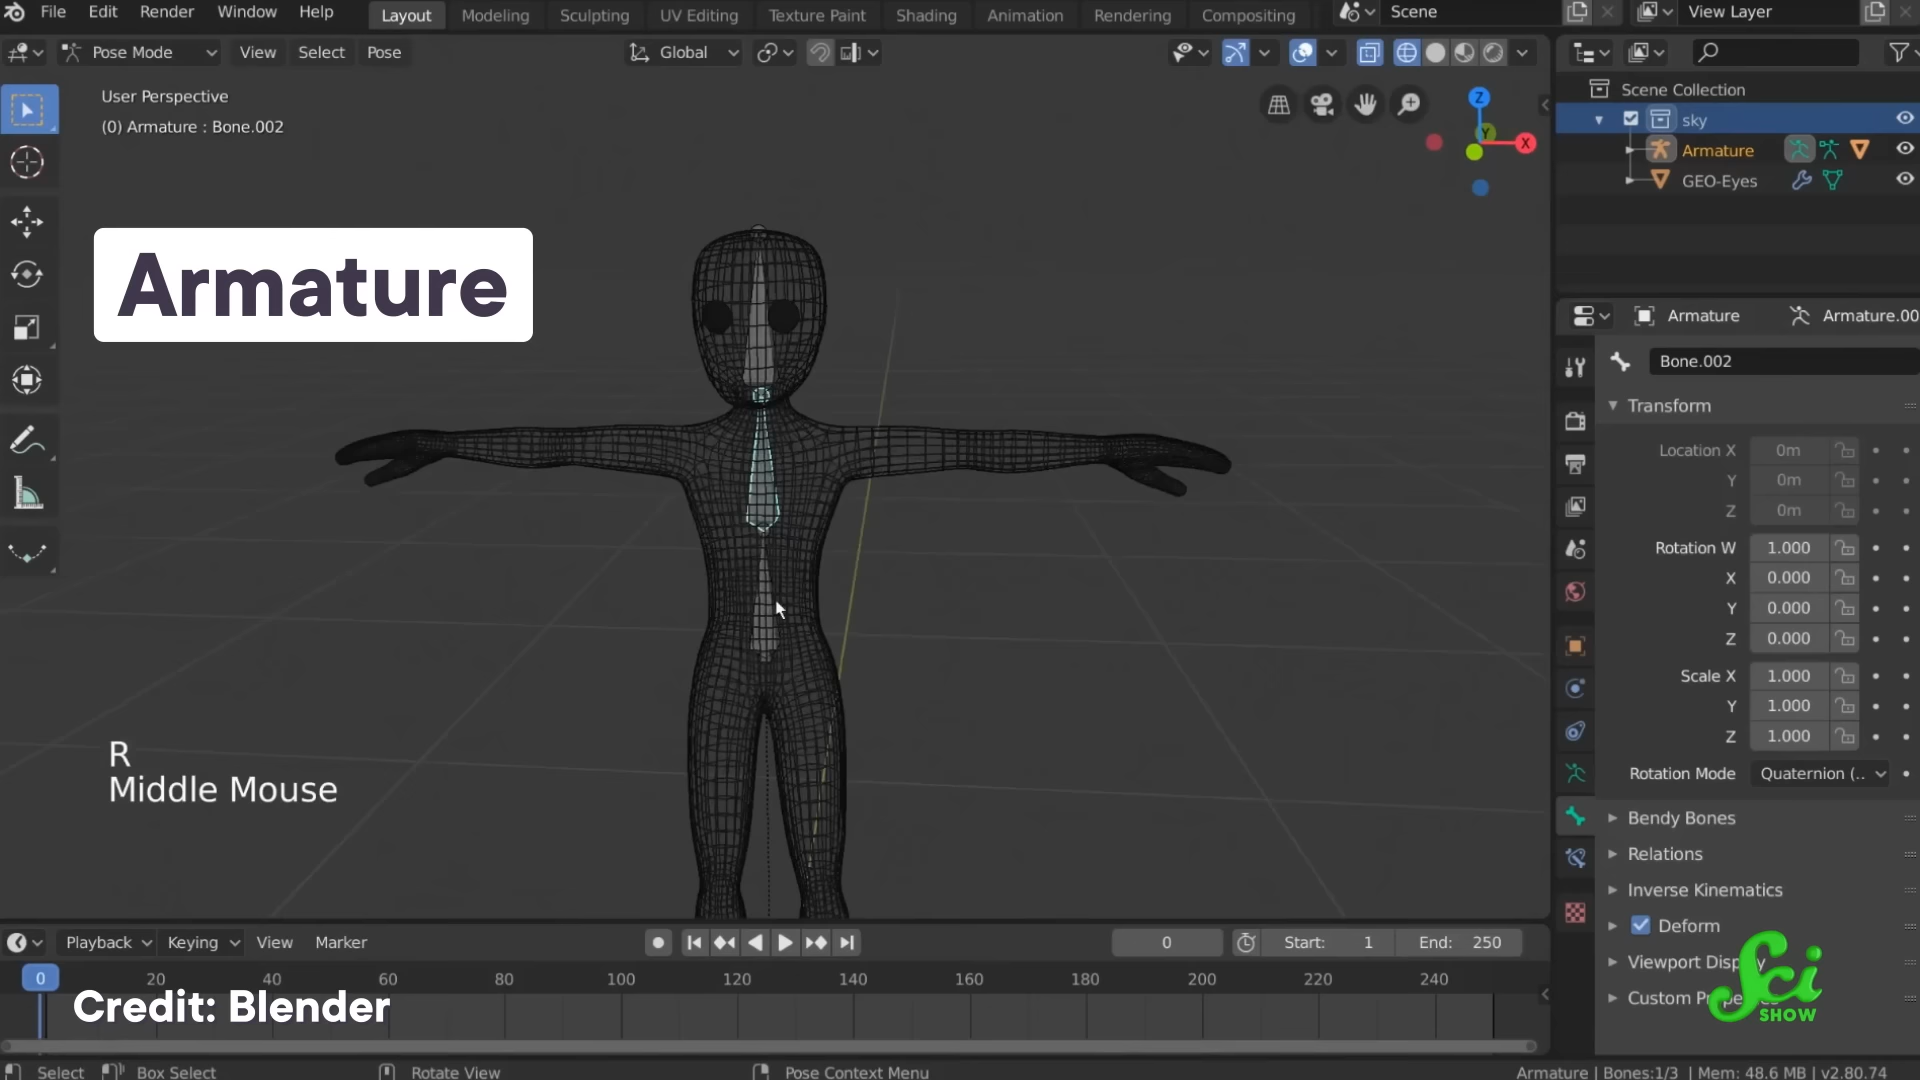 File Edit Render Window Help Layout Modeling Sculpting UV Editing Texture Paint Shading Animation Rendering Compositing Scene View Layer
Pose Mode View Select Pose Global
User Perspective
(0) Armature : Bone.002
Z
Y
X
Scene Collection
sky
Armature
GEO-Eyes
Armature
Armature Armature.00
Bone.002
Transform
Location X 0m
Y 0m
Z 0m
Rotation W 1.000
X 0.000
Y 0.000
Z 0.000
Scale X 1.000
Y 1.000
Z 1.000
Rotation Mode Quaternion (..
Bendy Bones
Relations
Inverse Kinematics
Deform
Viewport Display
Custom
R
Middle Mouse
Playback Keying View Marker 0 Start: 1 End: 250
0 20 40 60 80 100 120 140 160 180 200 220 240
Credit: Blender
Sci
SHOW
Select Box Select Rotate View Pose Context Menu Armature | Bones:1/3 | Mem: 48.6 MB | v2.80.74